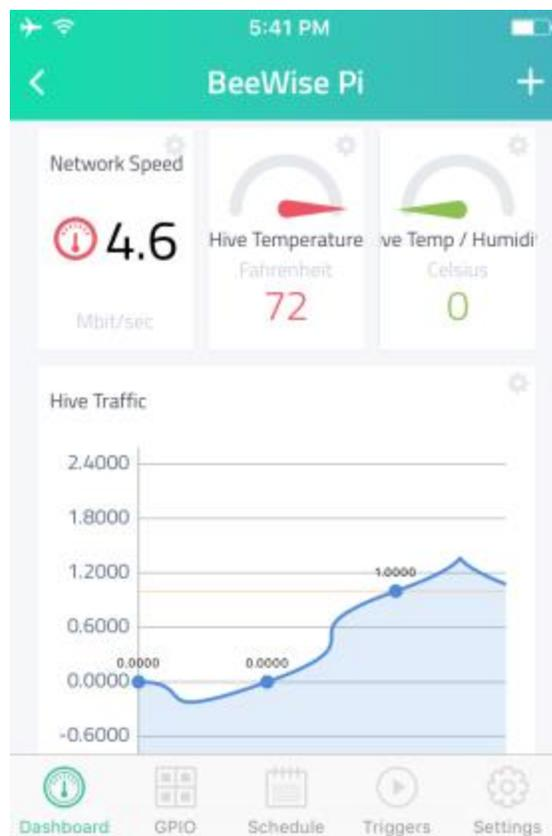 5:41 PM
BeeWise Pi
Network Speed
4.6
Mbit/sec
Hive Temperature
Fahrenheit
72
ve Temp / Humidi
Celsius
0
Hive Traffic
2.4000
1.8000
1.2000
0.6000
0.0000
-0.6000
0.0000
0.0000
1.0000
Dashboard
GPIO
Schedule
Triggers
Settings